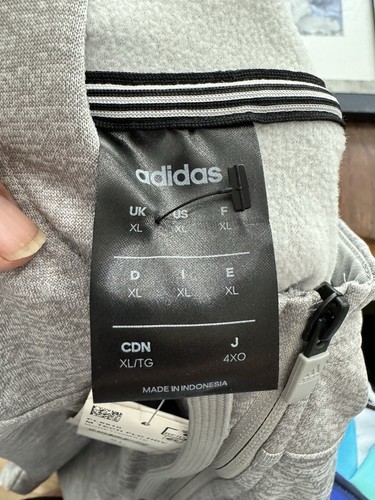 adidas
UK US F
XL XL XL
D I E
XL XL XL
CDN J
XL/TG 4XO
MADE IN INDONESIA